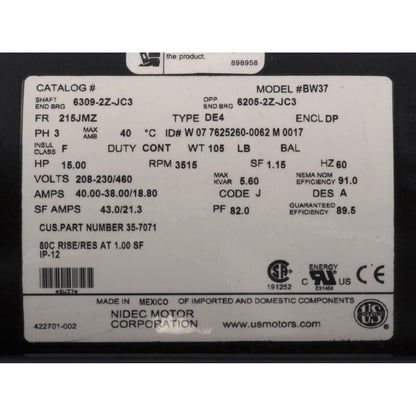 the product.
898958
CATALOG # MODEL #BW37
SHAFT END BRG 6309-2Z-JC3 OPP END BRG 6205-2Z-JC3
FR 215JMZ TYPE DE4 ENCL DP
PH 3 MAX AMB 40 °C ID# W 07 7625260-0062 M 0017
INSUL CLASS F DUTY CONT WT 105 LB BAL
HP 15.00 RPM 3515 SF 1.15 HZ 60
VOLTS 208-230/460 MAX KVAR 5.60 NEMA NOM EFFICIENCY 91.0
AMPS 40.00-38.00/18.80 CODE J DES A
SF AMPS 43.0/21.3 PF 82.0 GUARANTEED EFFICIENCY 89.5
CUS.PART NUMBER 35-7071
80C RISE/RES AT 1.00 SF
IP-12
*BW37*
SA 191252
ENERGY C UL US
MADE IN MEXICO OF IMPORTED AND DOMESTIC COMPONENTS
NIDEC MOTOR CORPORATION
www.usmotors.com
US
422701-002